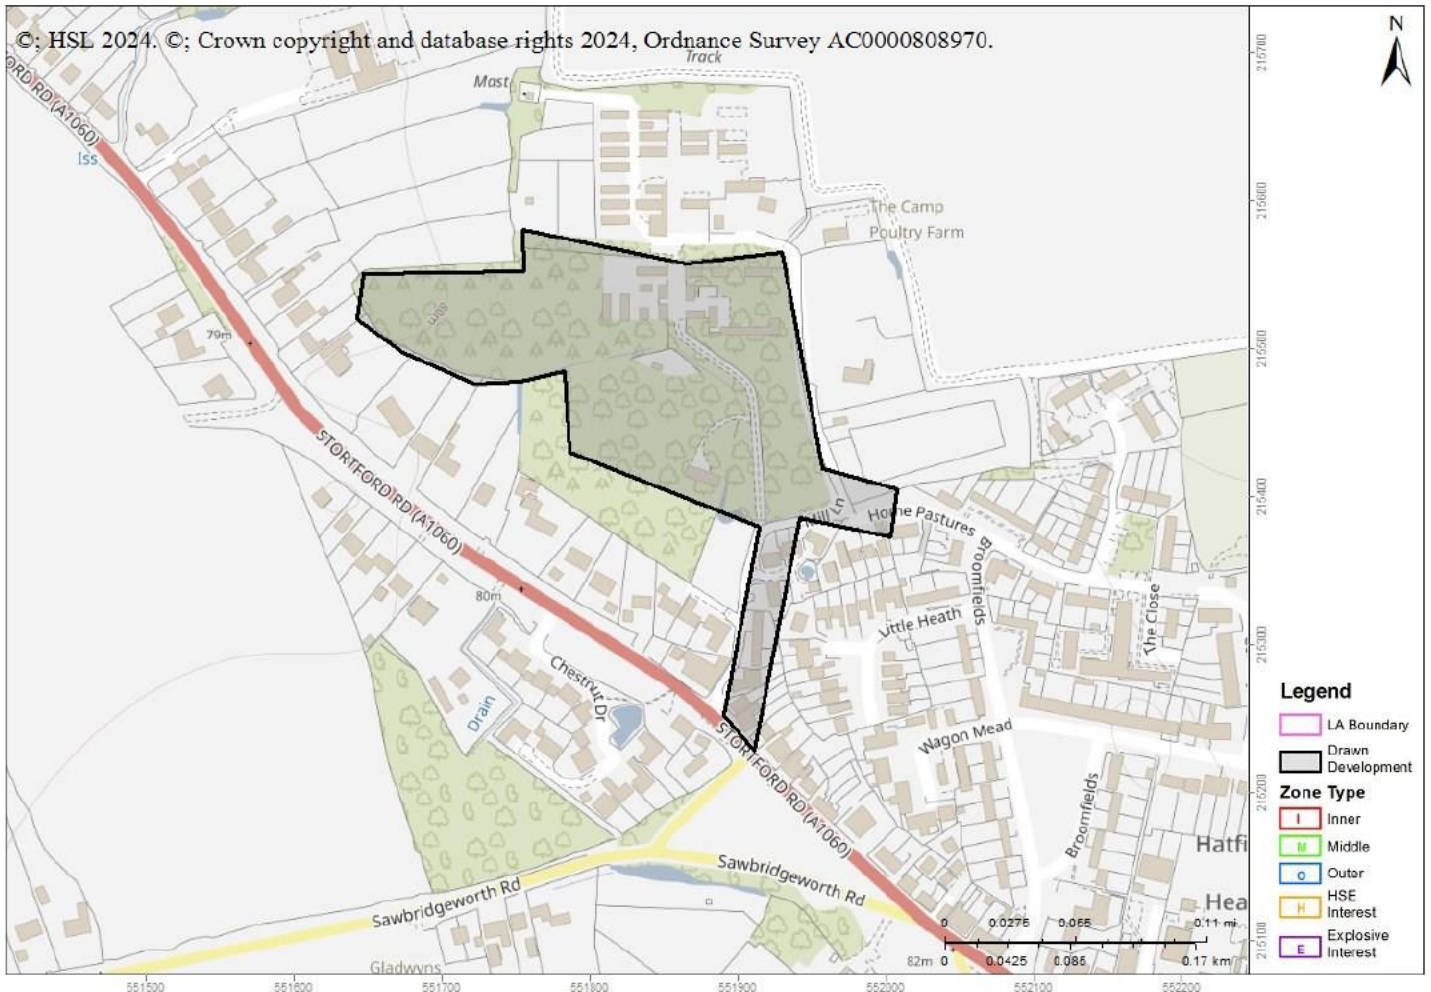 ©; HSL 2024. ©; Crown copyright and database rights 2024, Ordnance Survey AC0000808970.
N
Track
Mast
ORD RD (A1060)
Iss
The Camp
Poultry Farm
80m
79m
STORTFORD RD (A1060)
Mill Ln
Home Pastures
Broomfields
The Close
Little Heath
80m
Chestnut Dr
Drain
STORTFORD RD (A1060)
Wagon Mead
Broomfields
Hatfi
Hea
Sawbridgeworth Rd
Sawbridgeworth Rd
Gladwyns
82m
0 0.0275 0.055 0.11 mi
0 0.0425 0.085 0.17 km
215700
215600
215500
215400
215300
215200
215100
551500 551600 551700 551800 551900 552000 552100 552200
Legend
LA Boundary
Drawn
Development
Zone Type
I Inner
M Middle
O Outer
H HSE
Interest
E Explosive
Interest